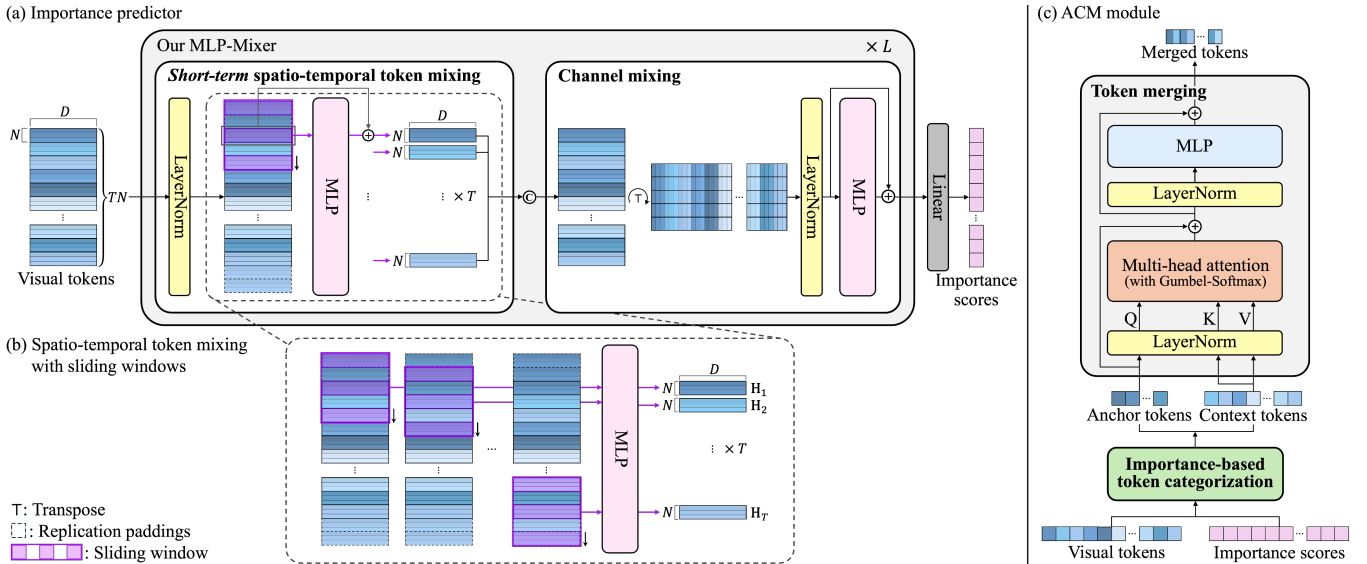 (a) Importance predictor
Our MLP-Mixer
× L
Short-term spatio-temporal token mixing
Channel mixing
D
N
TN
Visual tokens
LayerNorm
MLP
D
N
N
⋮
⋮ × T
N
C
T
...
LayerNorm
MLP
Linear
Importance
scores
(b) Spatio-temporal token mixing
with sliding windows
...
MLP
D
N
H₁
N
H₂
⋮ × T
N
H_T
T: Transpose
: Replication paddings
: Sliding window
(c) ACM module
...
Merged tokens
Token merging
MLP
LayerNorm
Multi-head attention
(with Gumbel-Softmax)
Q
K
V
LayerNorm
...
...
Anchor tokens
Context tokens
Importance-based
token categorization
...
...
Visual tokens
Importance scores